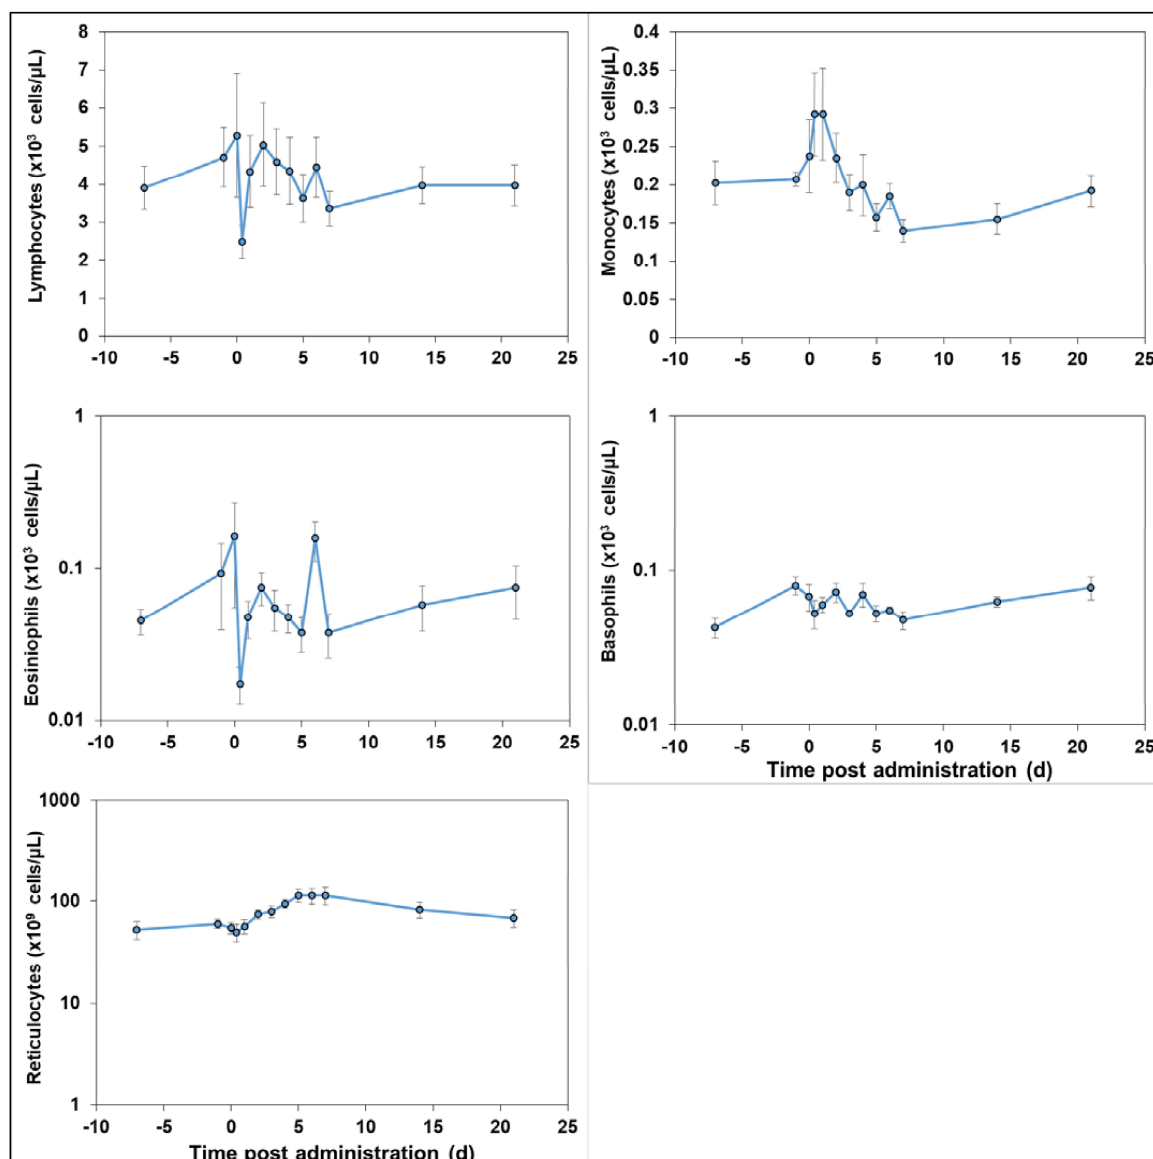 Lymphocytes (x10³ cells/µL)
8
7
6
5
4
3
2
1
0
-10 -5 0 5 10 15 20 25
Monocytes (x10³ cells/µL)
0.4
0.35
0.3
0.25
0.2
0.15
0.1
0.05
0
-10 -5 0 5 10 15 20 25
Eosiniophils (x10³ cells/µL)
1
0.1
0.01
-10 -5 0 5 10 15 20 25
Basophils (x10³ cells/µL)
1
0.1
0.01
-10 -5 0 5 10 15 20 25
Time post administration (d)
Reticulocytes (x10⁹ cells/µL)
1000
100
10
1
-10 -5 0 5 10 15 20 25
Time post administration (d)